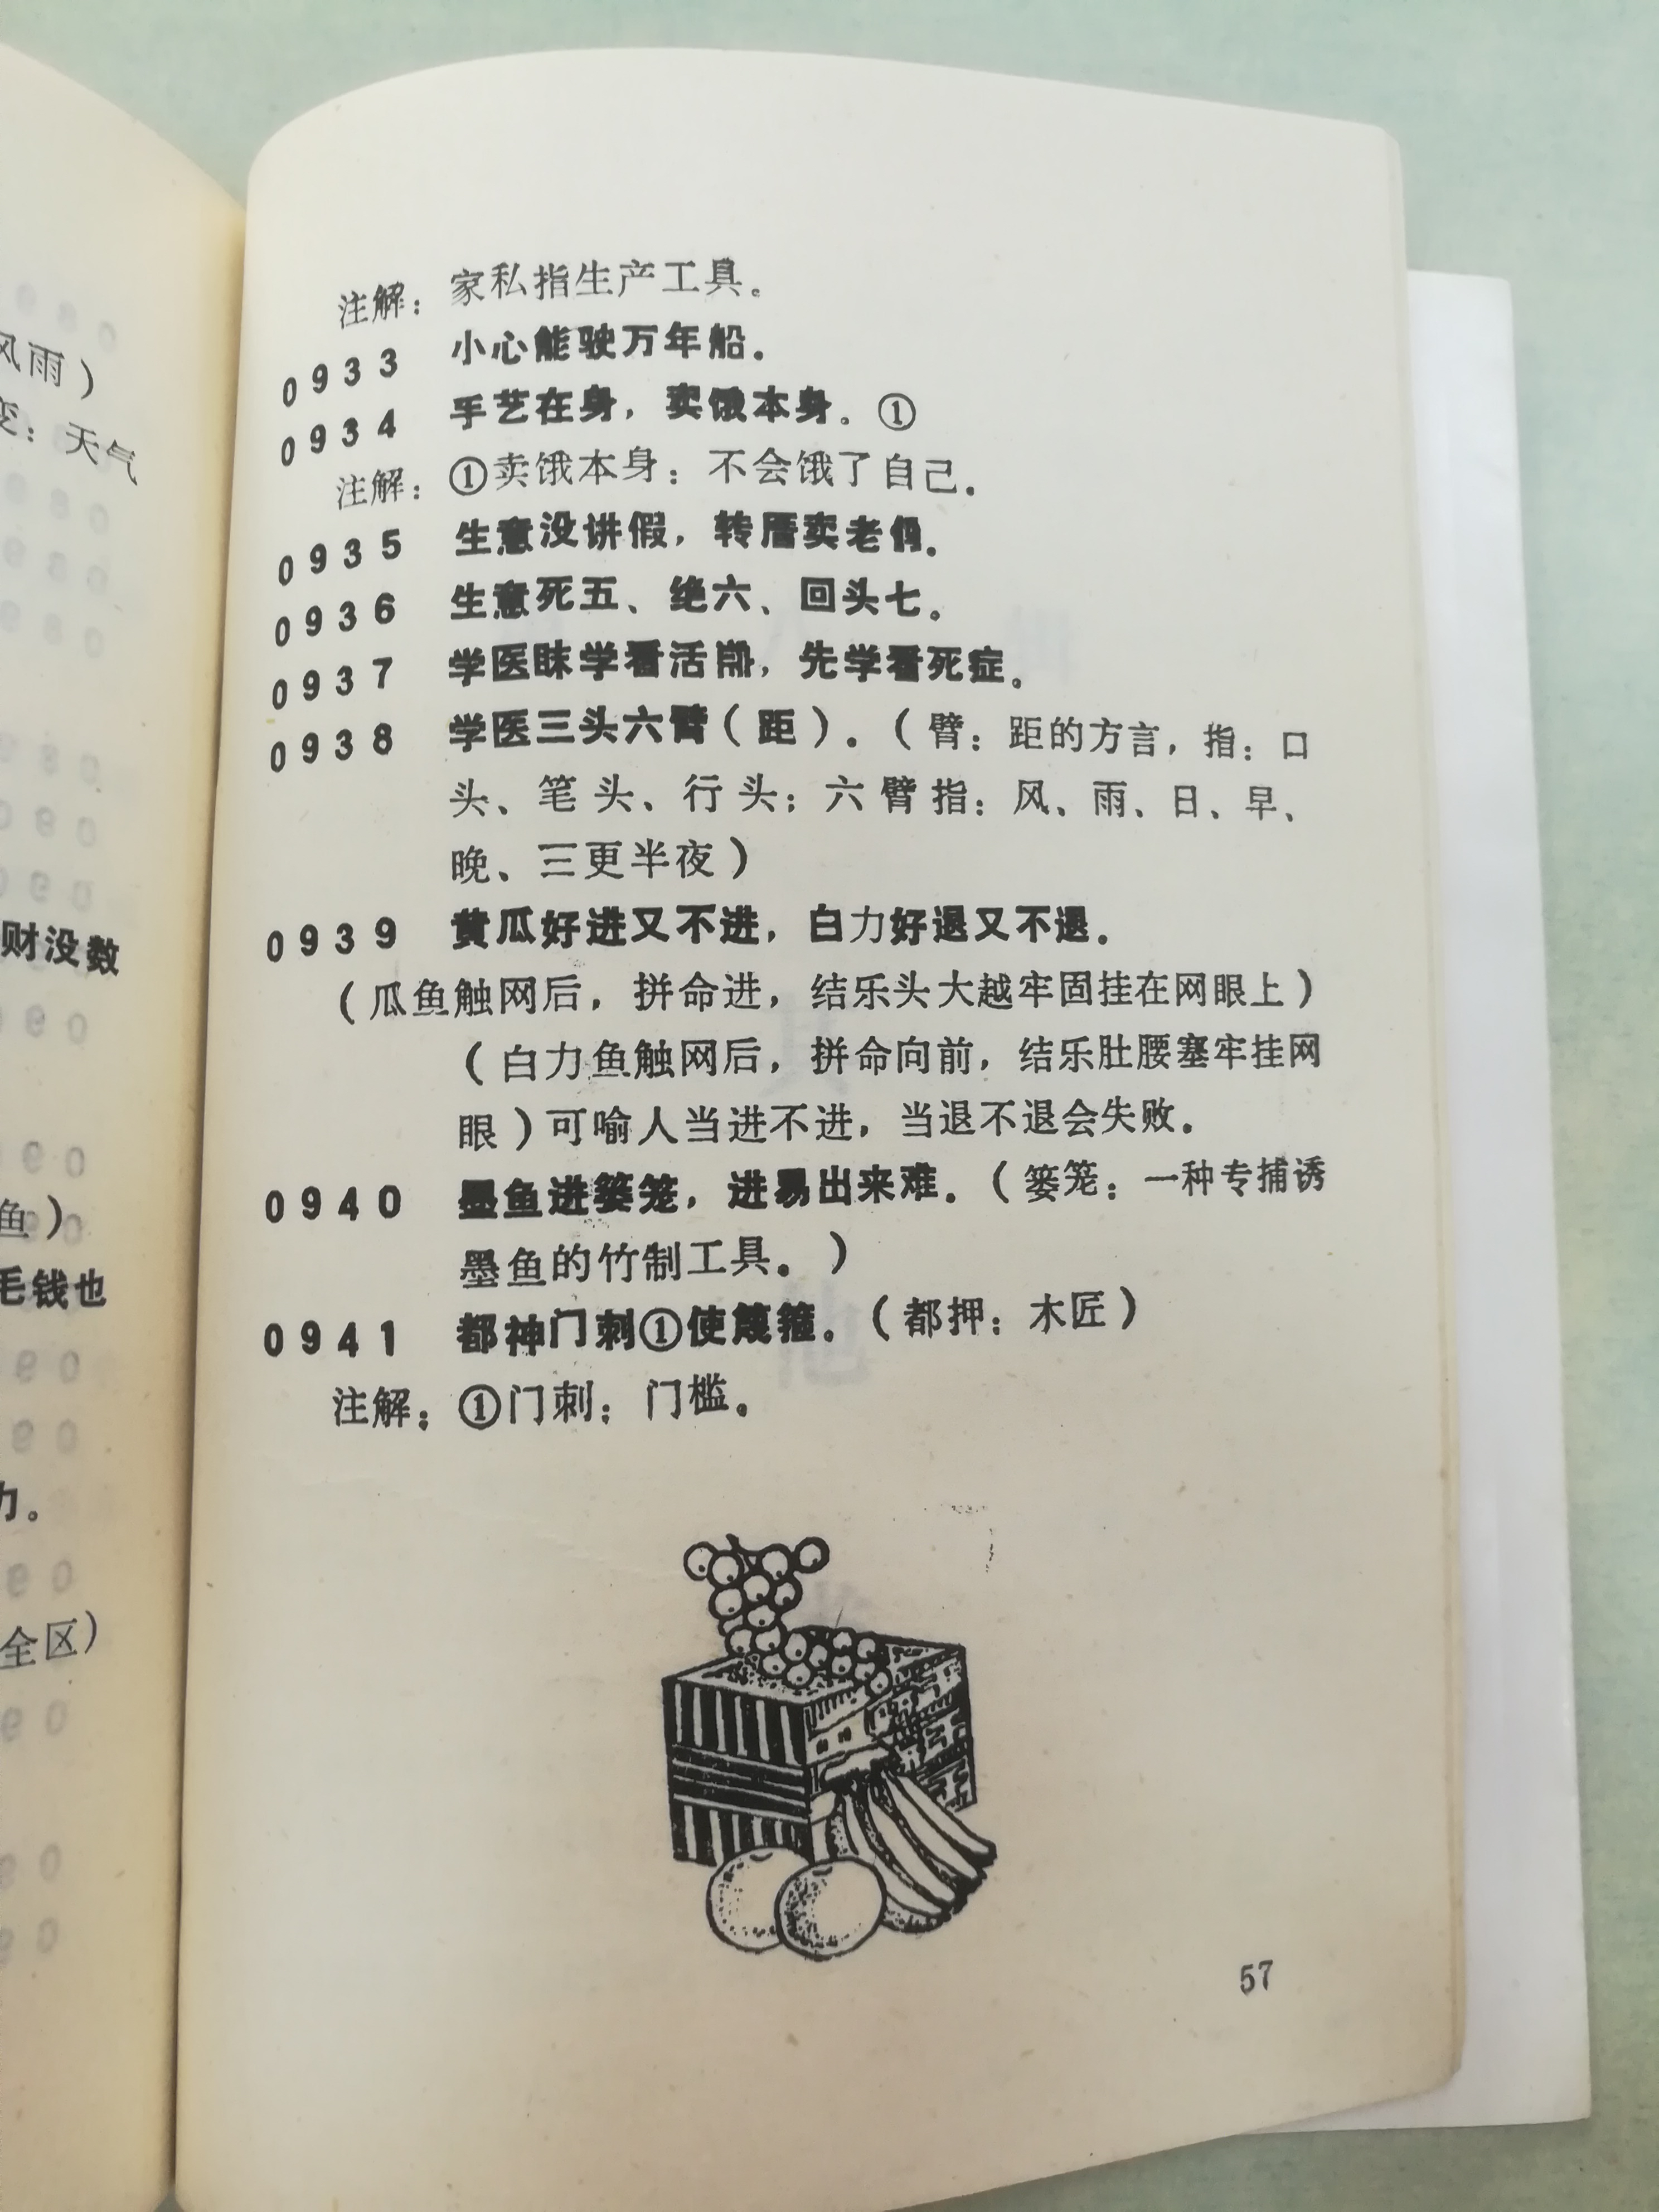 风雨）
变：天气
财没数
鱼）
毛钱也
力。
全区）
注解：家私指生产工具。
0933 小心能驶万年船。
0934 手艺在身，卖饿本身。①
注解：①卖饿本身：不会饿了自己。
0935 生意没讲假，转厝卖老
0936 生意死五、绝六、回头七。
0937 学医眜学看活 ，先学看死症。
0938 学医三头六臂（距）。（臂：距的方言，指：口
头、笔头、行头；六臂指：风、雨、日、早、
晚、三更半夜）
0939 黄瓜好进又不进，白力好退又不退。
（瓜鱼触网后，拼命进，结乐头大越牢固挂在网眼上）
（白力鱼触网后，拼命向前，结乐肚腰塞牢挂网
眼）可喻人当进不进，当退不退会失败。
0940 墨鱼进篓笼，进易出来难。（篓笼：一种专捕诱
墨鱼的竹制工具。）
0941 都神门刺①使篾箍。（都押：木匠）
注解：①门刺：门槛。
57